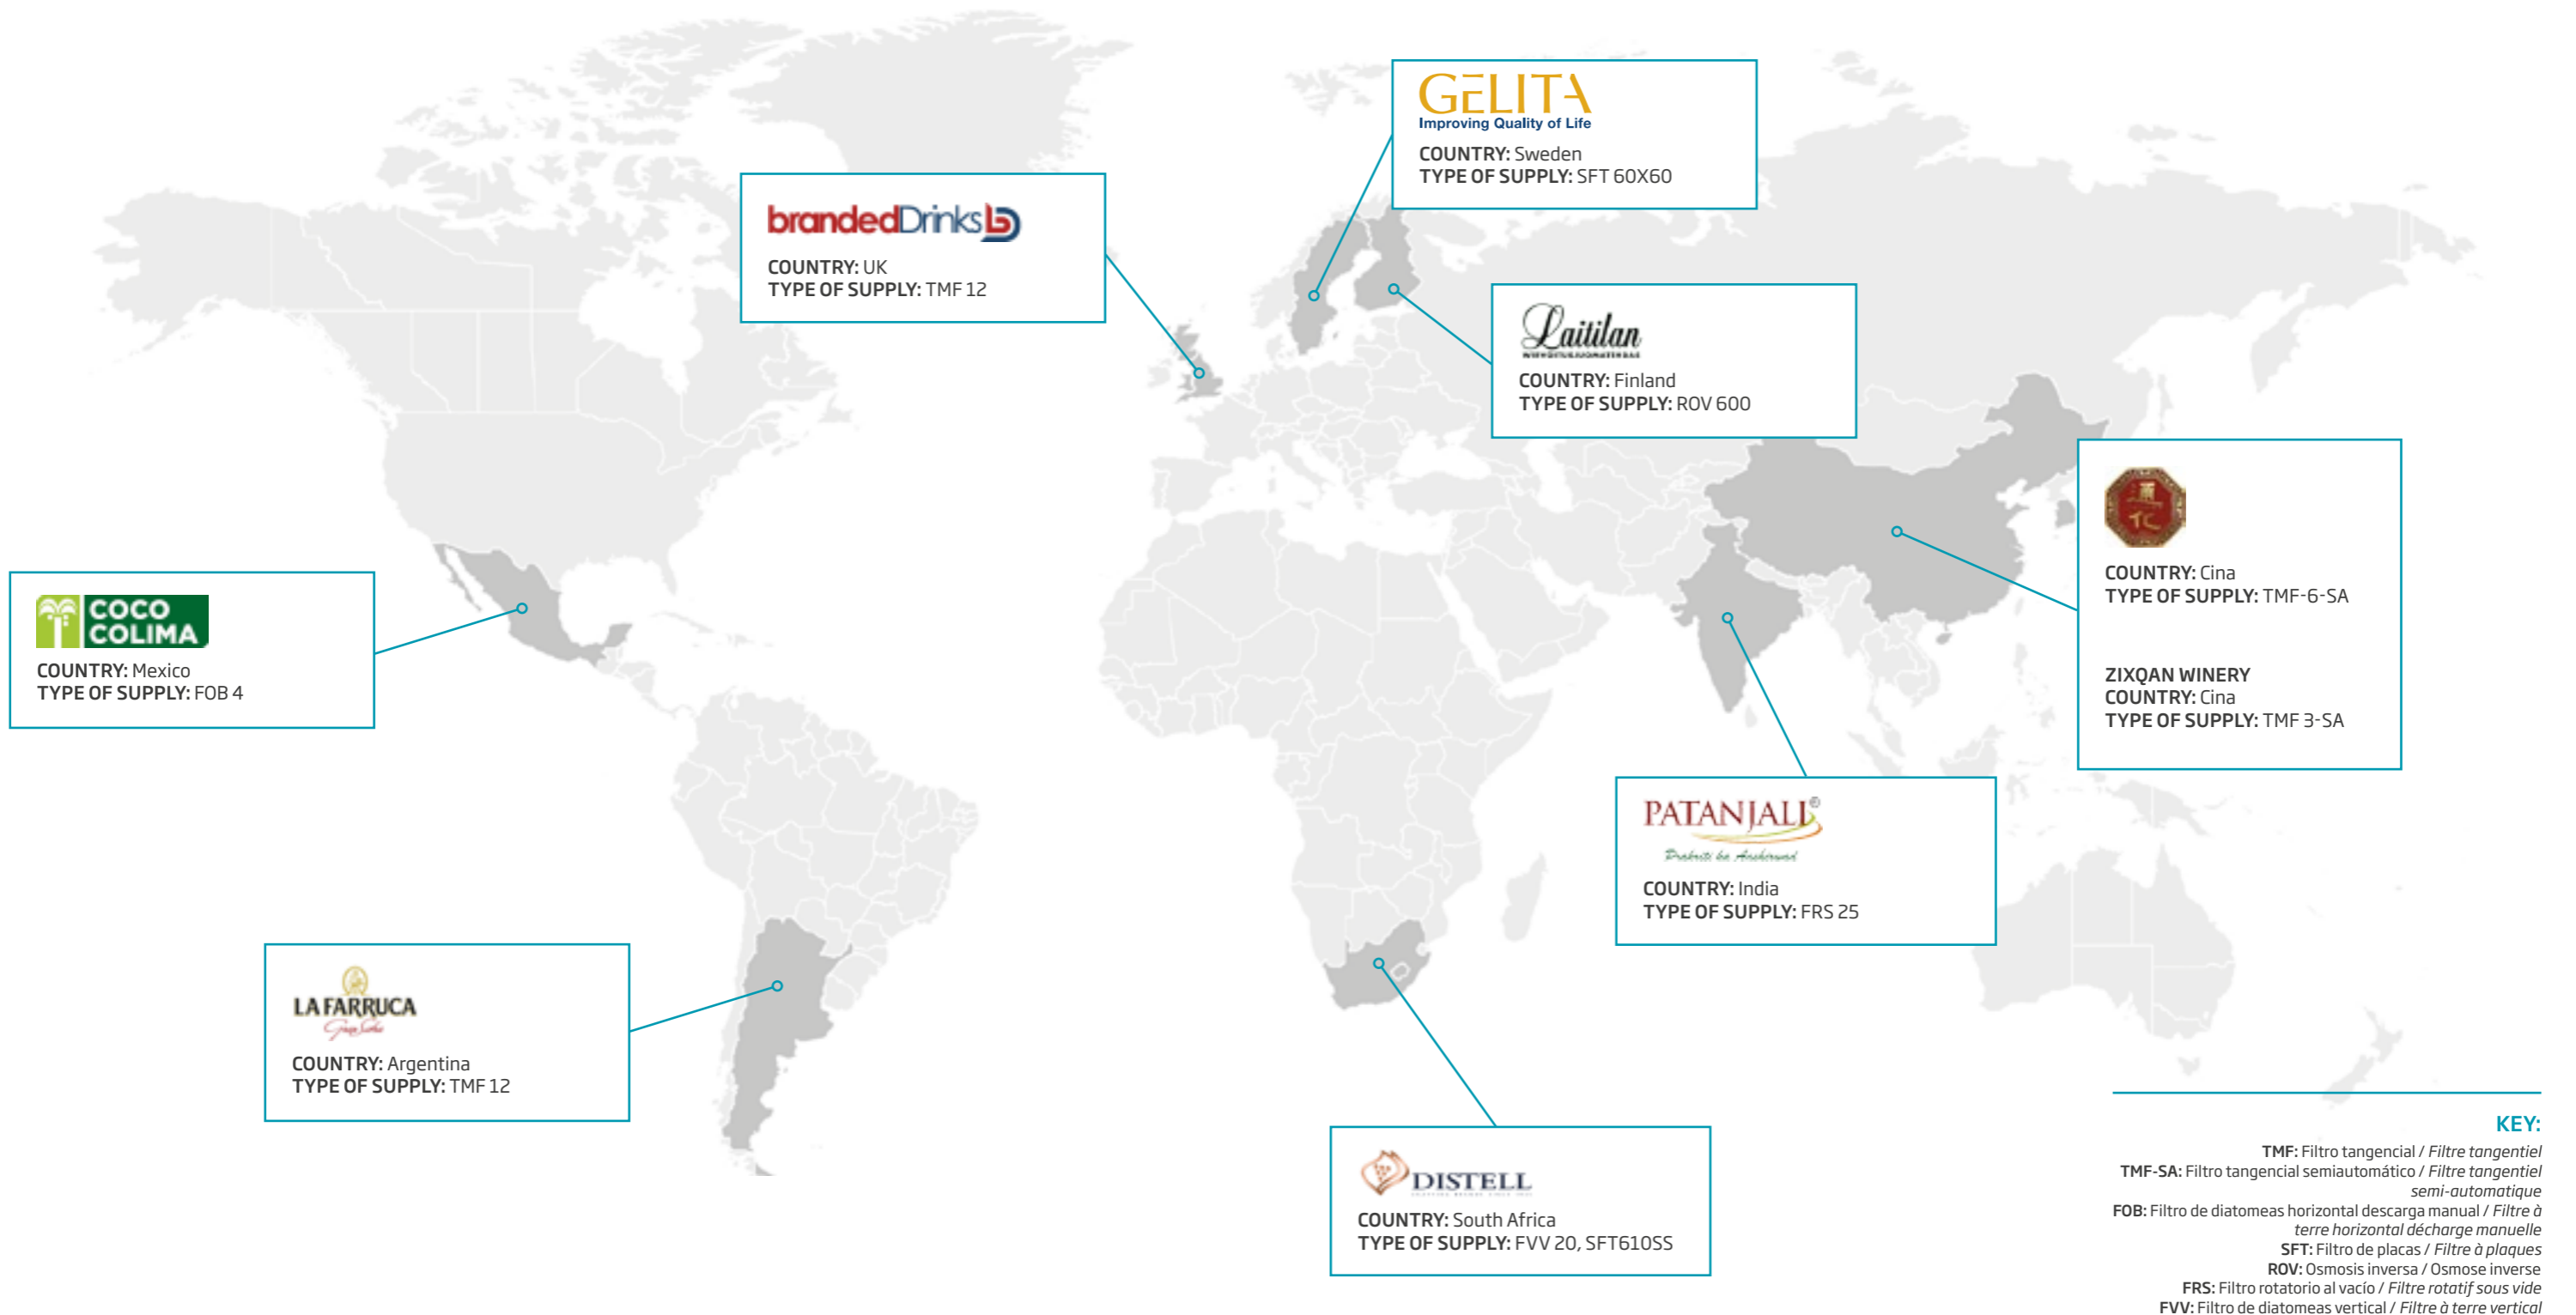 GELITA
Improving Quality of Life
COUNTRY: Sweden
TYPE OF SUPPLY: SFT 60X60
brandedDrinks
COUNTRY: UK
TYPE OF SUPPLY: TMF 12
Laitilan
COUNTRY: Finland
TYPE OF SUPPLY: ROV 600
通
化
COUNTRY: Cina
TYPE OF SUPPLY: TMF-6-SA
ZIXQAN WINERY
COUNTRY: Cina
TYPE OF SUPPLY: TMF 3-SA
COCO
COLIMA
COUNTRY: Mexico
TYPE OF SUPPLY: FOB 4
PATANJALI®
Prakriti ka Aashirwad
COUNTRY: India
TYPE OF SUPPLY: FRS 25
LA FARRUCA
COUNTRY: Argentina
TYPE OF SUPPLY: TMF 12
DISTELL
COUNTRY: South Africa
TYPE OF SUPPLY: FVV 20, SFT610SS
KEY:
TMF: Filtro tangencial / Filtre tangentiel
TMF-SA: Filtro tangencial semiautomático / Filtre tangentiel
semi-automatique
FOB: Filtro de diatomeas horizontal descarga manual / Filtre à
terre horizontal décharge manuelle
SFT: Filtro de placas / Filtre à plaques
ROV: Osmosis inversa / Osmose inverse
FRS: Filtro rotatorio al vacío / Filtre rotatif sous vide
FVV: Filtro de diatomeas vertical / Filtre à terre vertical